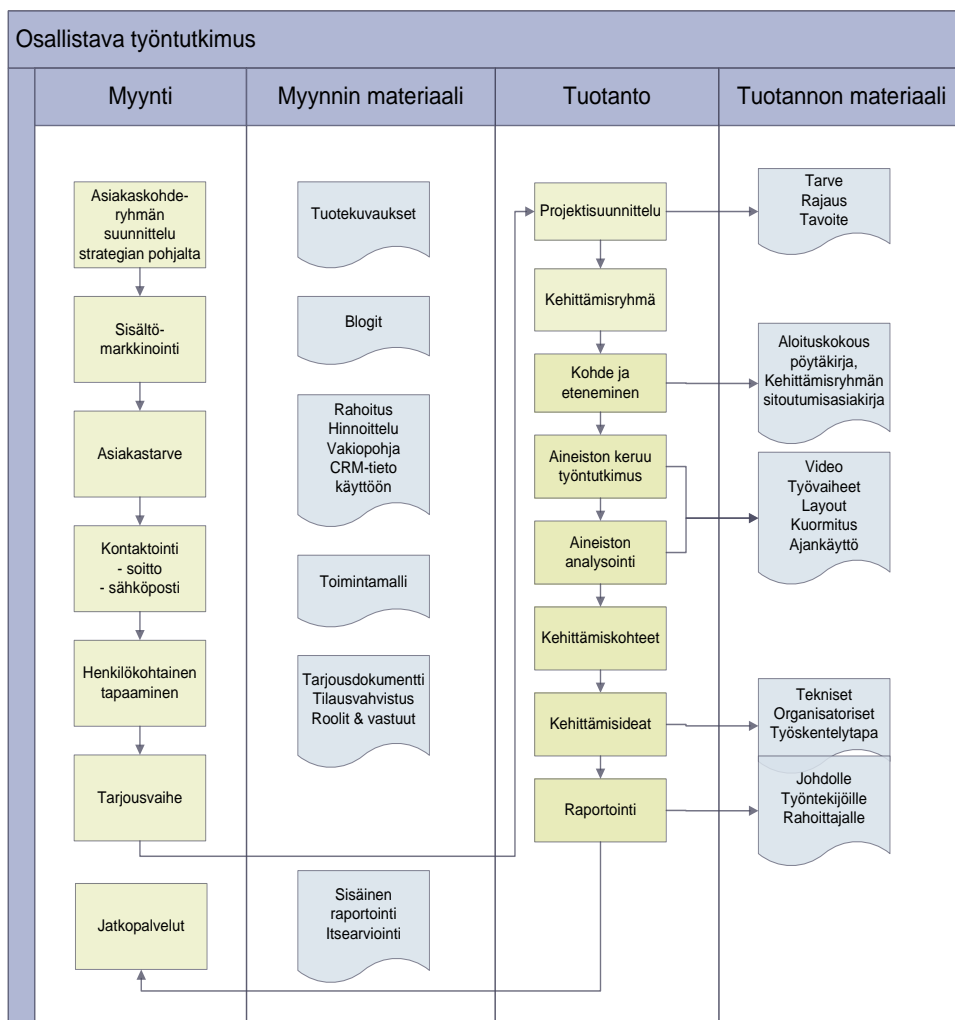 Osallistava työntutkimus
Myynti
Myynnin materiaali
Tuotanto
Tuotannon materiaali
Asiakaskohde-
ryhmän
suunnittelu
strategian pohjalta
Sisältö-
markkinointi
Asiakastarve
Kontaktointi
- soitto
- sähköposti
Henkilökohtainen
tapaaminen
Tarjousvaihe
Jatkopalvelut
Tuotekuvaukset
Blogit
Rahoitus
Hinnoittelu
Vakiopohja
CRM-tieto
käyttöön
Toimintamalli
Tarjousdokumentti
Tilausvahvistus
Roolit & vastuut
Sisäinen
raportointi
Itsearviointi
Projektisuunnittelu
Kehittämisryhmä
Kohde ja
eteneminen
Aineiston keruu
työntutkimus
Aineiston
analysointi
Kehittämiskohteet
Kehittämisideat
Raportointi
Tarve
Rajaus
Tavoite
Aloituskokous
pöytäkirja,
Kehittämisryhmän
sitoutumisasiakirja
Video
Työvaiheet
Layout
Kuormitus
Ajankäyttö
Tekniset
Organisatoriset
Työskentelytapa
Johdolle
Työntekijöille
Rahoittajalle